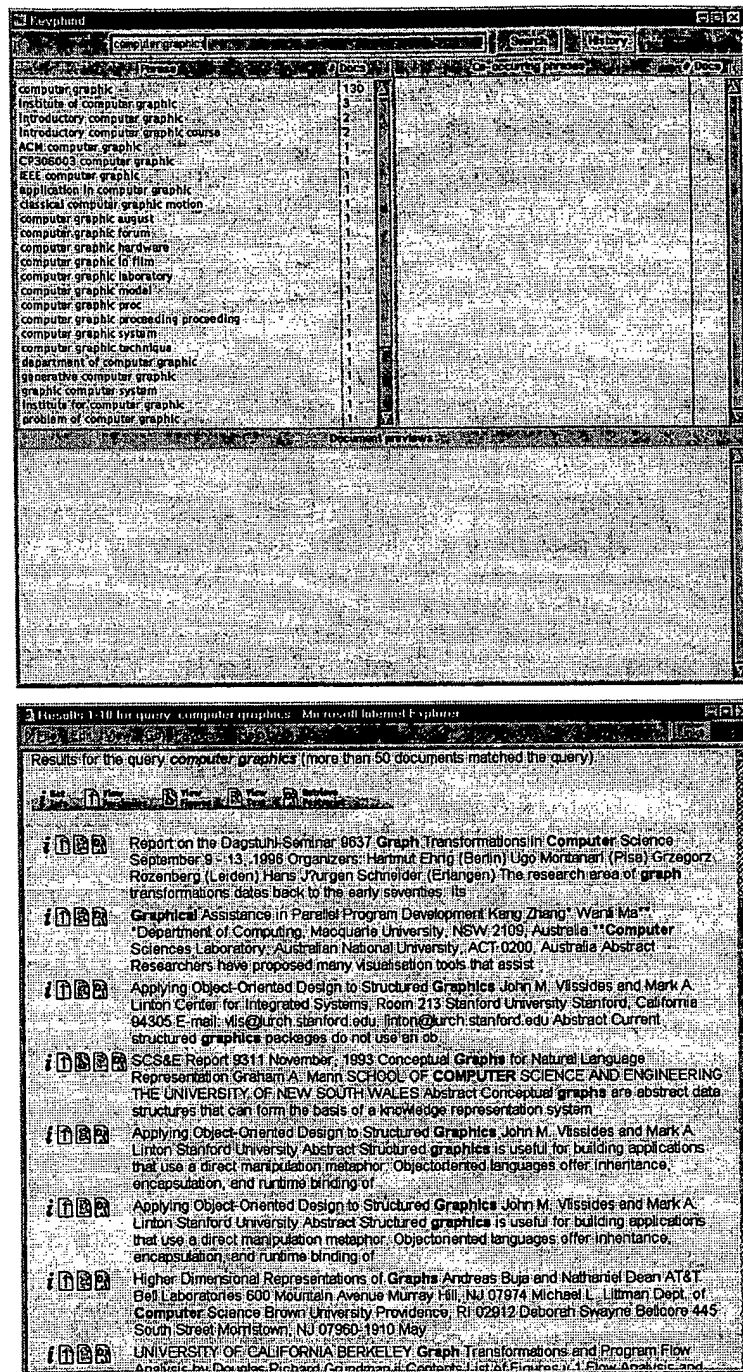 Keyphind
computer graphic
Search
History
Phrase
# Docs
Co-occurring phrases
# Docs
computer graphic 130
Institute of computer graphic 3
Introductory computer graphic 2
Introductory computer graphic course 2
ACM computer graphic 1
CP306003 computer graphic 1
IEEE computer graphic 1
application in computer graphic 1
classical computer graphic motion 1
computer graphic august 1
computer graphic forum 1
computer graphic hardware 1
computer graphic in film 1
computer graphic laboratory 1
computer graphic model 1
computer graphic proc 1
computer graphic proceeding proceeding 1
computer graphic system 1
computer graphic technique 1
department of computer graphic 1
generative computer graphic 1
graphic computer system 1
Institute for computer graphic 1
problem of computer graphic 1
Document previews
Results 1-10 for query: computer graphics - Microsoft Internet Explorer
Results for the query computer graphics (more than 50 documents matched the query).
Report on the Dagstuhl-Seminar 9637 Graph Transformations in Computer Science
September 9 - 13, 1996 Organizers: Hartmut Ehrig (Berlin) Ugo Montanari (Pisa) Grzegorz
Rozenberg (Leiden) Hans J?urgen Schneider (Erlangen) The research area of graph
transformations dates back to the early seventies. Its
Graphical Assistance in Parallel Program Development Kang Zhang* Wanli Ma**
*Department of Computing, Macquarie University, NSW 2109, Australia **Computer
Sciences Laboratory, Australian National University, ACT 0200, Australia Abstract
Researchers have proposed many visualisation tools that assist
Applying Object-Oriented Design to Structured Graphics John M. Vlissides and Mark A.
Linton Center for Integrated Systems, Room 213 Stanford University Stanford, California
94305 E-mail: vlis@lurch.stanford.edu, linton@lurch.stanford.edu Abstract Current
structured graphics packages do not use an ob
SCS&E Report 9311 November, 1993 Conceptual Graphs for Natural Language
Representation Graham A. Mann SCHOOL OF COMPUTER SCIENCE AND ENGINEERING
THE UNIVERSITY OF NEW SOUTH WALES Abstract Conceptual graphs are abstract data
structures that can form the basis of a knowledge representation system
Applying Object-Oriented Design to Structured Graphics John M. Vlissides and Mark A.
Linton Stanford University Abstract Structured graphics is useful for building applications
that use a direct manipulation metaphor. Objectoriented languages offer inheritance,
encapsulation, and runtime binding of
Applying Object-Oriented Design to Structured Graphics John M. Vlissides and Mark A.
Linton Stanford University Abstract Structured graphics is useful for building applications
that use a direct manipulation metaphor. Objectoriented languages offer inheritance,
encapsulation, and runtime binding of
Higher Dimensional Representations of Graphs Andreas Buja and Nathaniel Dean AT&T
Bell Laboratories 600 Mountain Avenue Murray Hill, NJ 07974 Michael L. Littman Dept. of
Computer Science Brown University Providence, RI 02912 Deborah Swayne Bellcore 445
South Street Morristown, NJ 07960-1910 May
UNIVERSITY OF CALIFORNIA BERKELEY Graph Transformations and Program Flow
Analysis by Douglas Richard Grundman ii Contents List of Figures